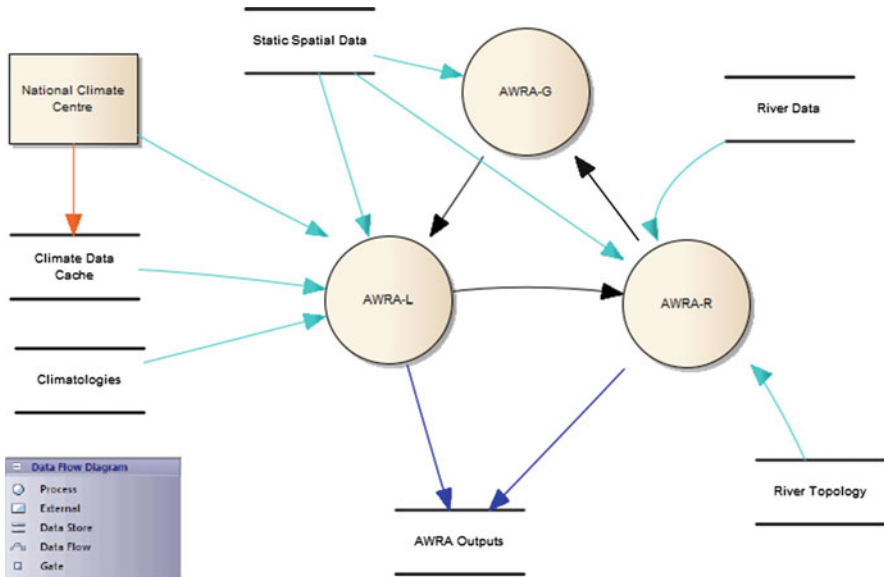 Static Spatial Data
AWRA-G
National Climate
Centre
River Data
Climate Data
Cache
AWRA-L
AWRA-R
Climatologies
River Topology
AWRA Outputs
Data Flow Diagram
Process
External
Data Store
Data Flow
Gate